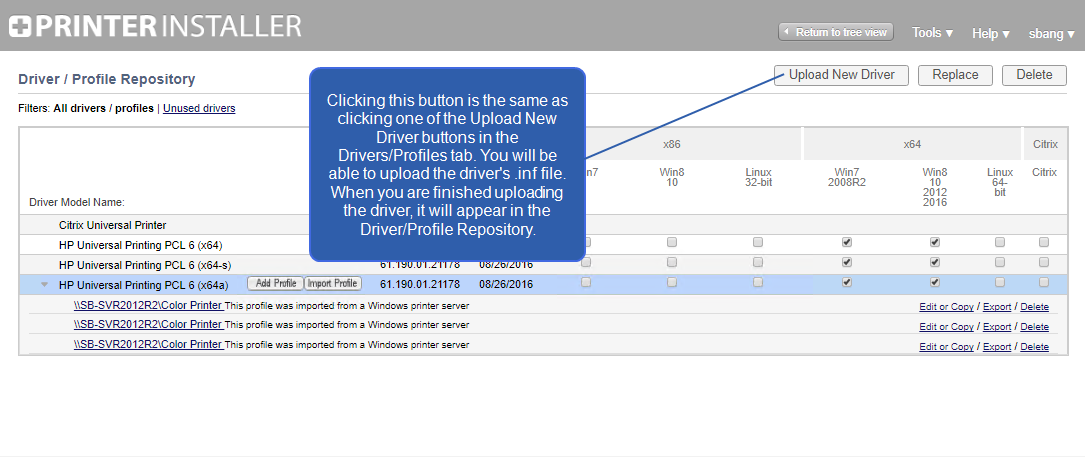 PRINTER INSTALLER
Return to tree view Tools ▾ Help ▾ sbang ▾
Driver / Profile Repository
Upload New Driver Replace Delete
Filters: All drivers / profiles | Unused drivers
Clicking this button is the same as
clicking one of the Upload New
Driver buttons in the
Drivers/Profiles tab. You will be
able to upload the driver's .inf file.
When you are finished uploading
the driver, it will appear in the
Driver/Profile Repository.
x86 x64 Citrix
n7 Win8 Linux Win7 Win8 Linux Citrix
10 32-bit 2008R2 10 64-
2012 bit
2016
Driver Model Name:
Citrix Universal Printer
HP Universal Printing PCL 6 (x64)
HP Universal Printing PCL 6 (x64-s) 61.190.01.21178 08/26/2016
HP Universal Printing PCL 6 (x64a) Add Profile Import Profile 61.190.01.21178 08/26/2016
\\SB-SVR2012R2\Color Printer This profile was imported from a Windows printer server Edit or Copy / Export / Delete
\\SB-SVR2012R2\Color Printer This profile was imported from a Windows printer server Edit or Copy / Export / Delete
\\SB-SVR2012R2\Color Printer This profile was imported from a Windows printer server Edit or Copy / Export / Delete